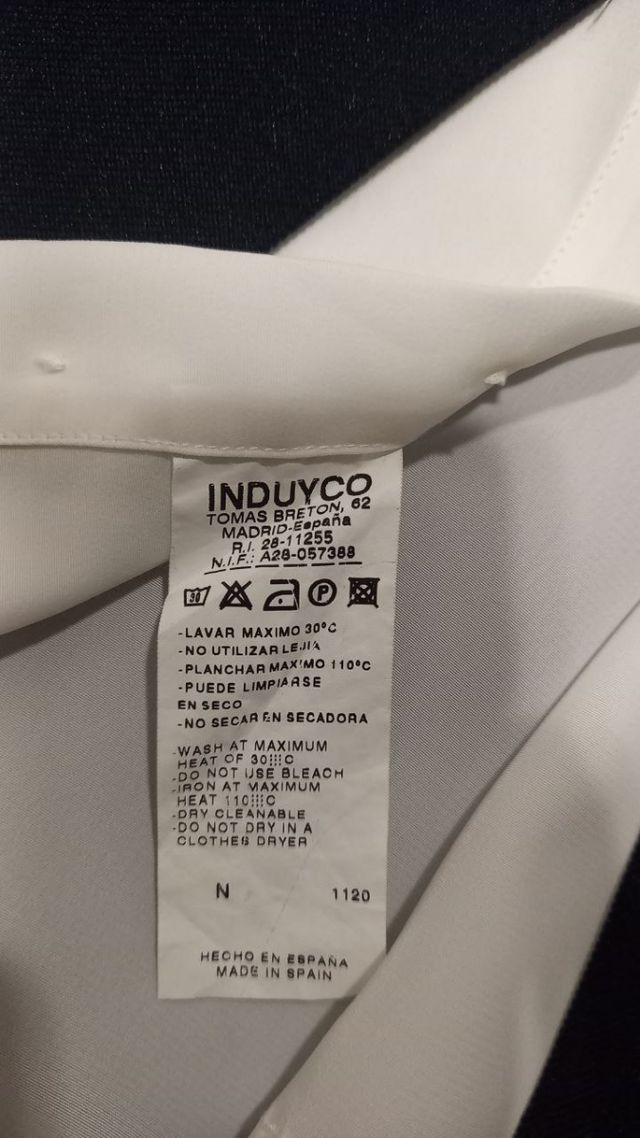 INDUYCO
TOMAS BRETON, 62
MADRID-España
R.I. 28-11255
N.I.F.: A28-057388
30 P
-LAVAR MAXIMO 30°C
-NO UTILIZAR LEJIA
-PLANCHAR MAXIMO 110°C
-PUEDE LIMPIARSE
EN SECO
-NO SECAR EN SECADORA
-WASH AT MAXIMUM
HEAT OF 30⁝⁝⁝C
-DO NOT USE BLEACH
-IRON AT MAXIMUM
HEAT 110⁝⁝⁝C
-DRY CLEANABLE
-DO NOT DRY IN A
CLOTHES DRYER
N 1120
HECHO EN ESPAÑA
MADE IN SPAIN